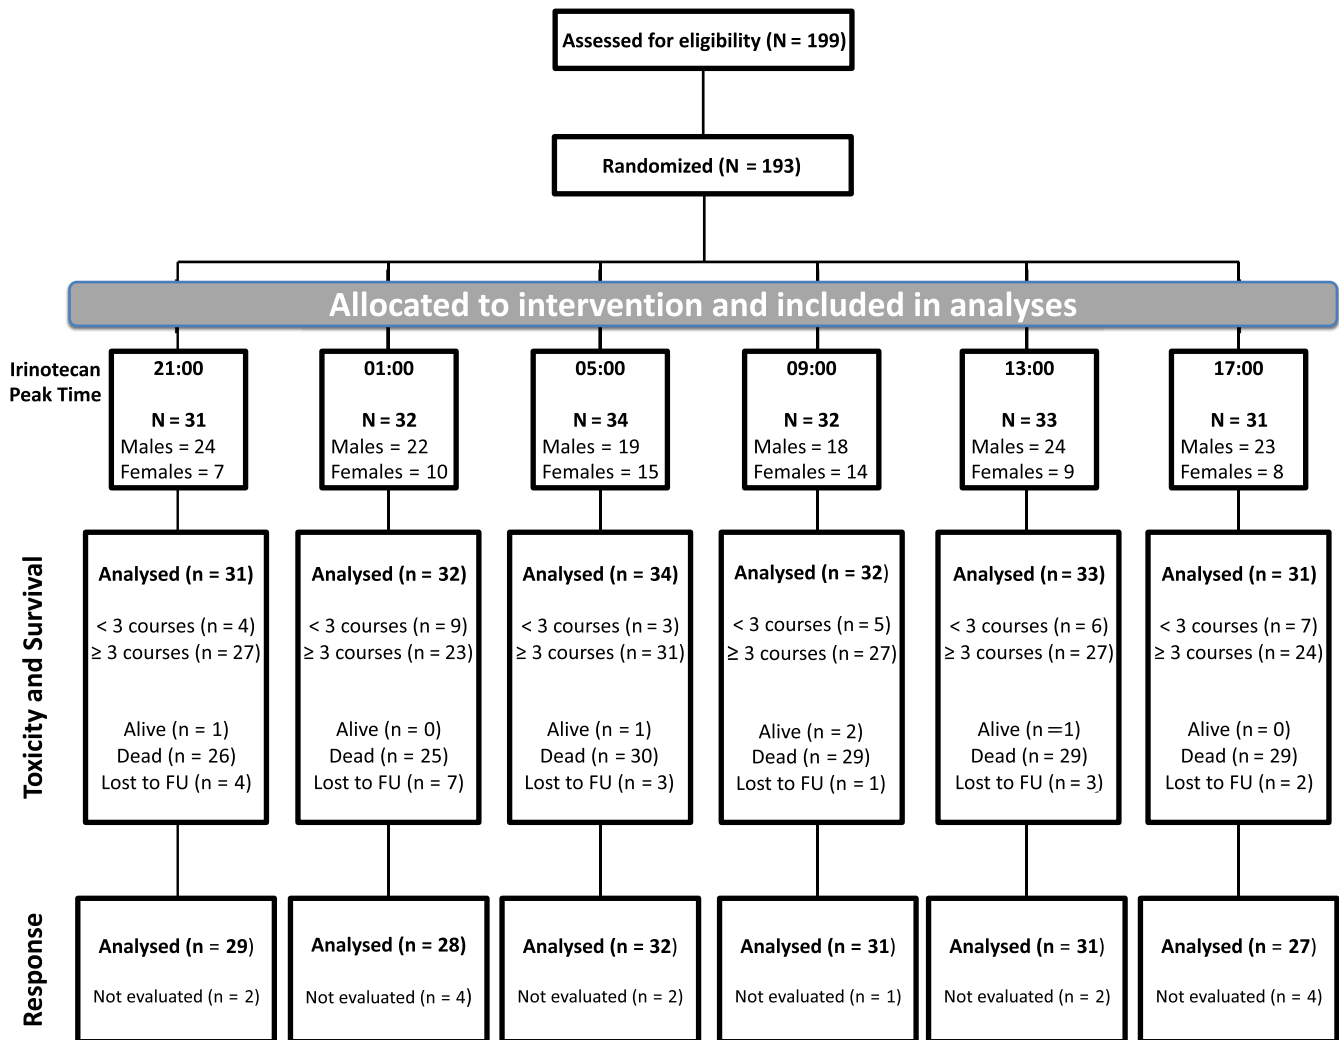 Assessed for eligibility (N = 199)
Randomized (N = 193)
Allocated to intervention and included in analyses
Irinotecan
Peak Time
21:00
N = 31
Males = 24
Females = 7
01:00
N = 32
Males = 22
Females = 10
05:00
N = 34
Males = 19
Females = 15
09:00
N = 32
Males = 18
Females = 14
13:00
N = 33
Males = 24
Females = 9
17:00
N = 31
Males = 23
Females = 8
Toxicity and Survival
Analysed (n = 31)
< 3 courses (n = 4)
≥ 3 courses (n = 27)
Alive (n = 1)
Dead (n = 26)
Lost to FU (n = 4)
Analysed (n = 32)
< 3 courses (n = 9)
≥ 3 courses (n = 23)
Alive (n = 0)
Dead (n = 25)
Lost to FU (n = 7)
Analysed (n = 34)
< 3 courses (n = 3)
≥ 3 courses (n = 31)
Alive (n = 1)
Dead (n = 30)
Lost to FU (n = 3)
Analysed (n = 32)
< 3 courses (n = 5)
≥ 3 courses (n = 27)
Alive (n = 2)
Dead (n = 29)
Lost to FU (n = 1)
Analysed (n = 33)
< 3 courses (n = 6)
≥ 3 courses (n = 27)
Alive (n =1)
Dead (n = 29)
Lost to FU (n = 3)
Analysed (n = 31)
< 3 courses (n = 7)
≥ 3 courses (n = 24)
Alive (n = 0)
Dead (n = 29)
Lost to FU (n = 2)
Response
Analysed (n = 29)
Not evaluated (n = 2)
Analysed (n = 28)
Not evaluated (n = 4)
Analysed (n = 32)
Not evaluated (n = 2)
Analysed (n = 31)
Not evaluated (n = 1)
Analysed (n = 31)
Not evaluated (n = 2)
Analysed (n = 27)
Not evaluated (n = 4)